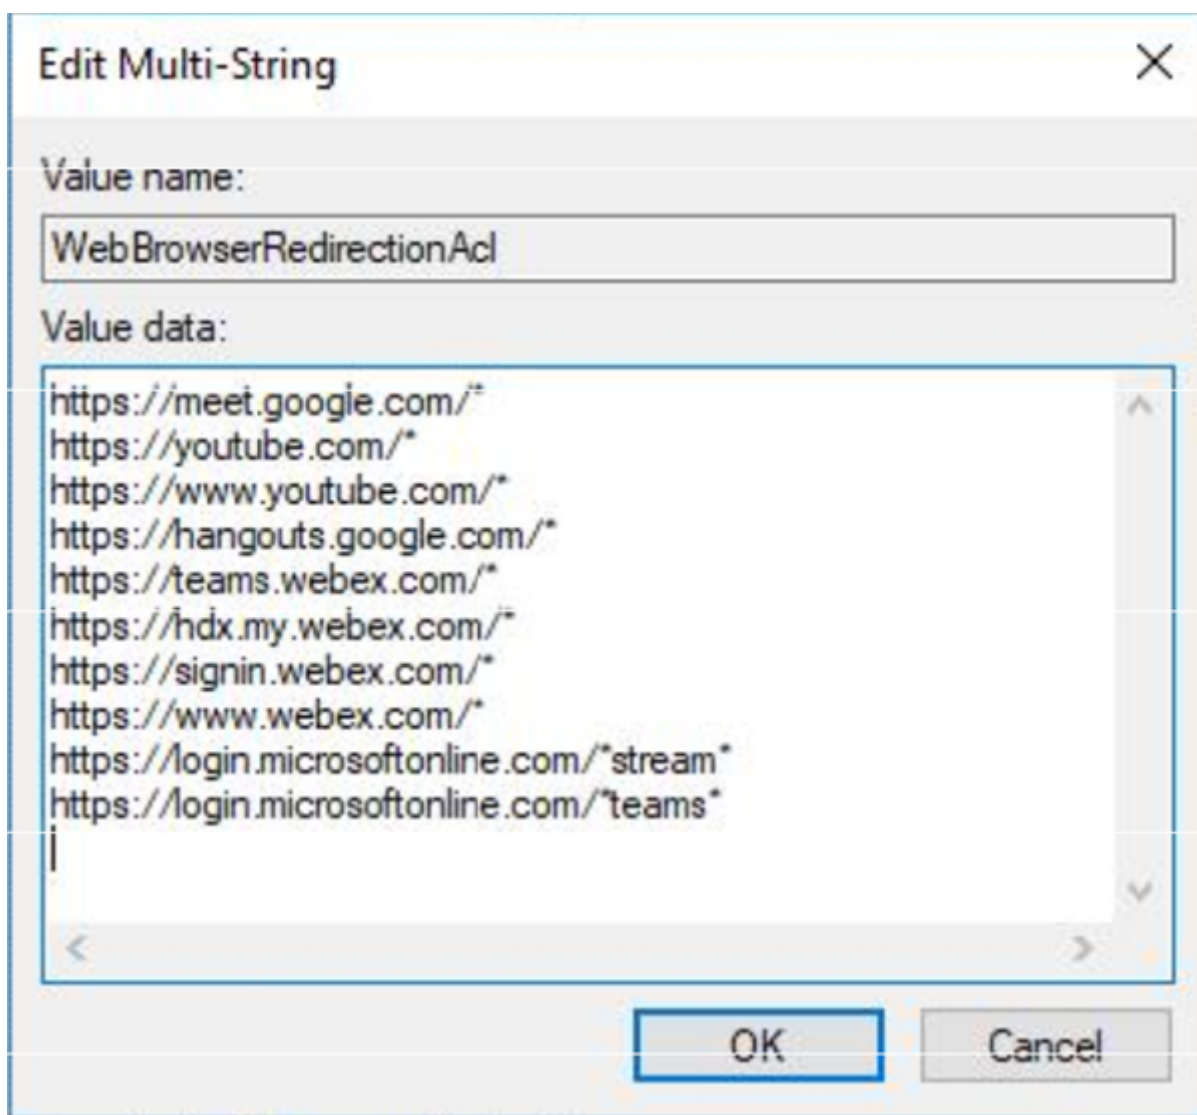 Edit Multi-String
Value name:
WebBrowserRedirectionAcl
Value data:
https://meet.google.com/*
https://youtube.com/*
https://www.youtube.com/*
https://hangouts.google.com/*
https://teams.webex.com/*
https://hdx.my.webex.com/*
https://signin.webex.com/*
https://www.webex.com/*
https://login.microsoftonline.com/*stream*
https://login.microsoftonline.com/*teams*
OK Cancel